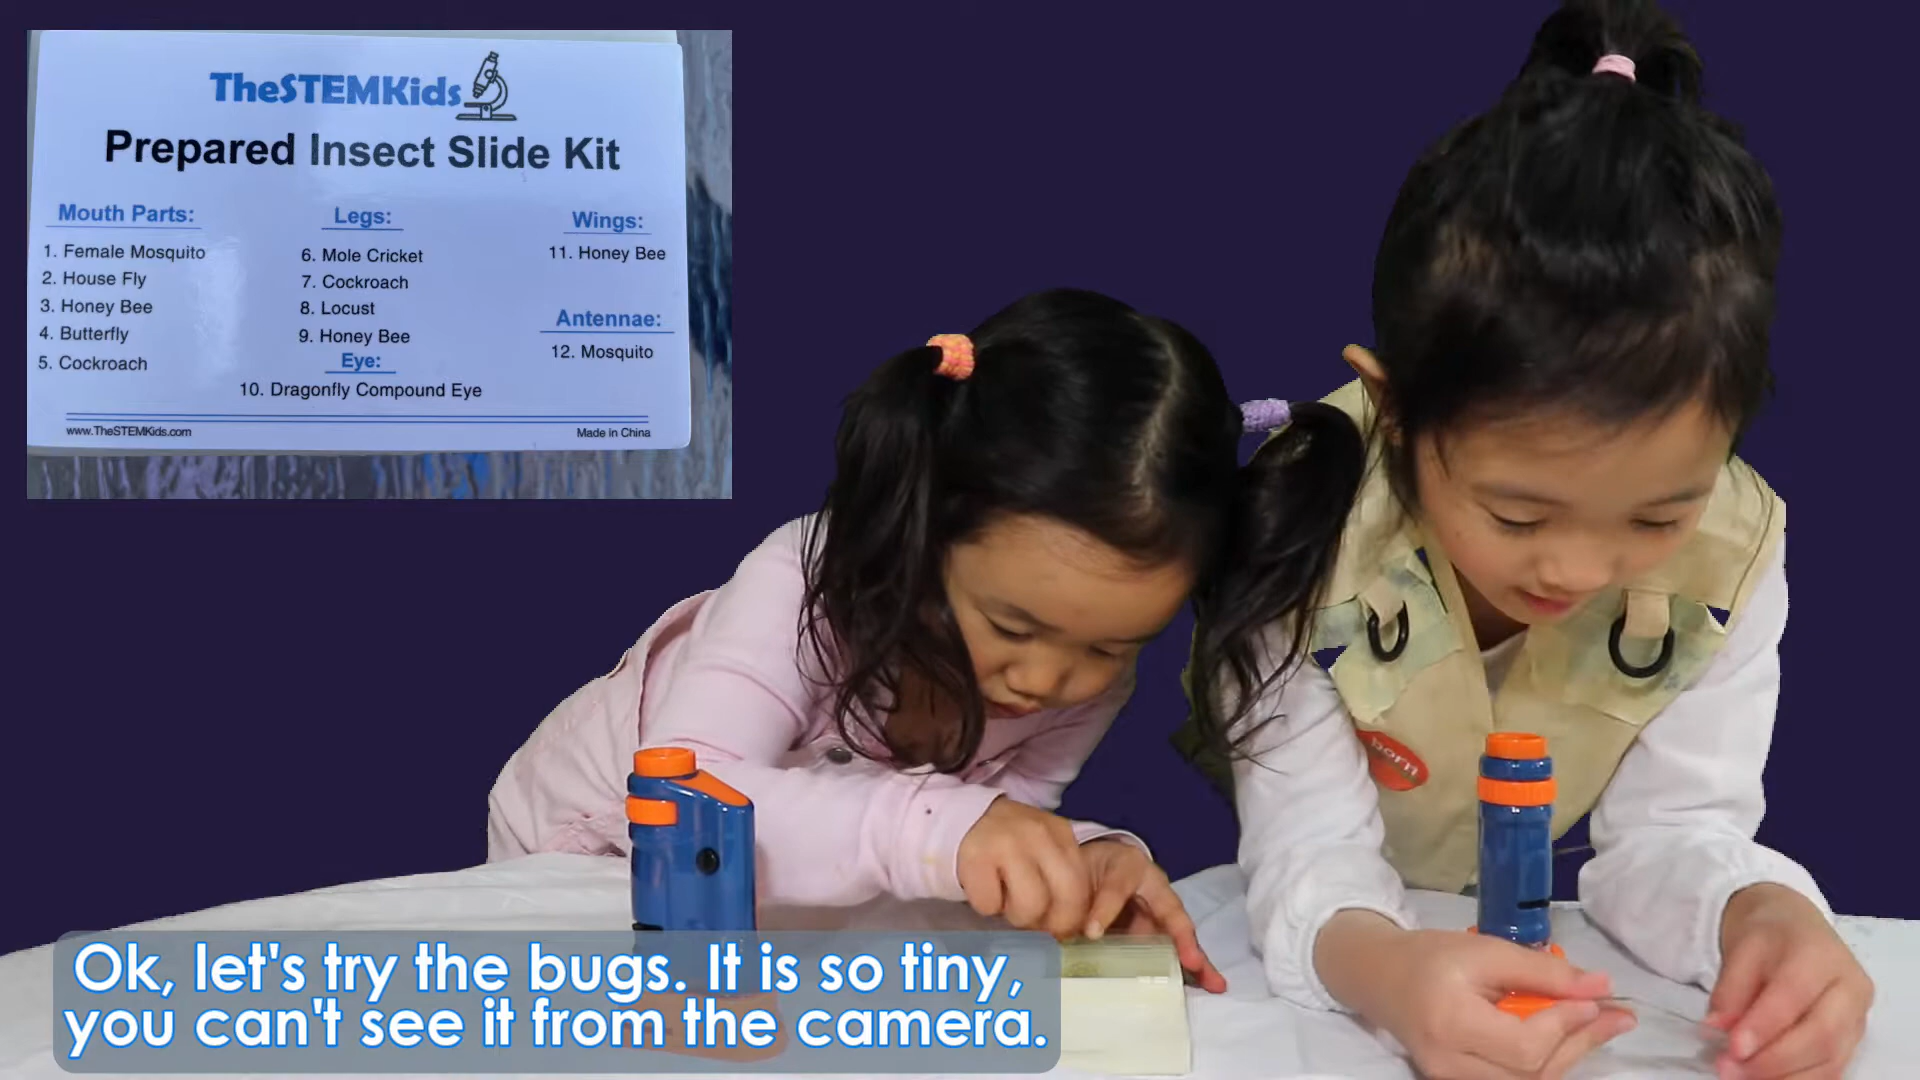 TheSTEMKids
Prepared Insect Slide Kit
Mouth Parts:
1. Female Mosquito
2. House Fly
3. Honey Bee
4. Butterfly
5. Cockroach
Legs:
6. Mole Cricket
7. Cockroach
8. Locust
9. Honey Bee
Eye:
10. Dragonfly Compound Eye
Wings:
11. Honey Bee
Antennae:
12. Mosquito
www.TheSTEMKids.com
Made in China
born
Ok, let's try the bugs. It is so tiny,
you can't see it from the camera.